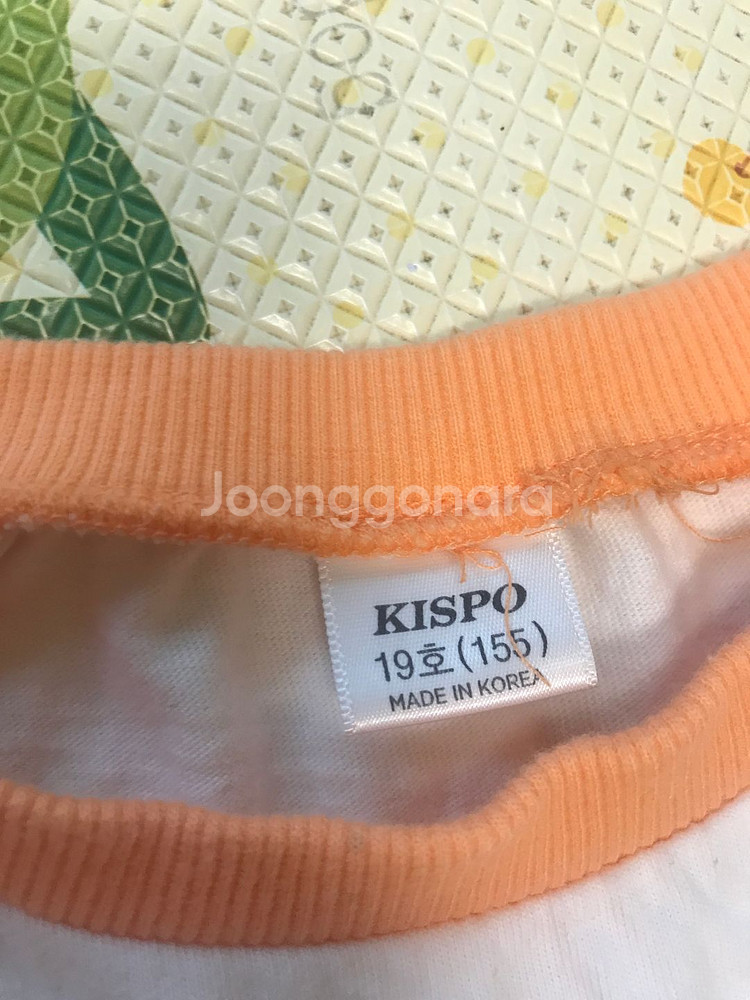 Joonggonara
KISPO
19호(155)
MADE IN KOREA